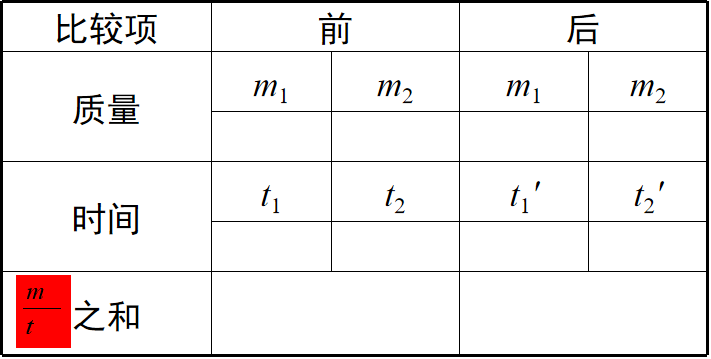 比较项 前 后
质量 m₁ m₂ m₁ m₂
时间 t₁ t₂ t₁′ t₂′
m/t 之和